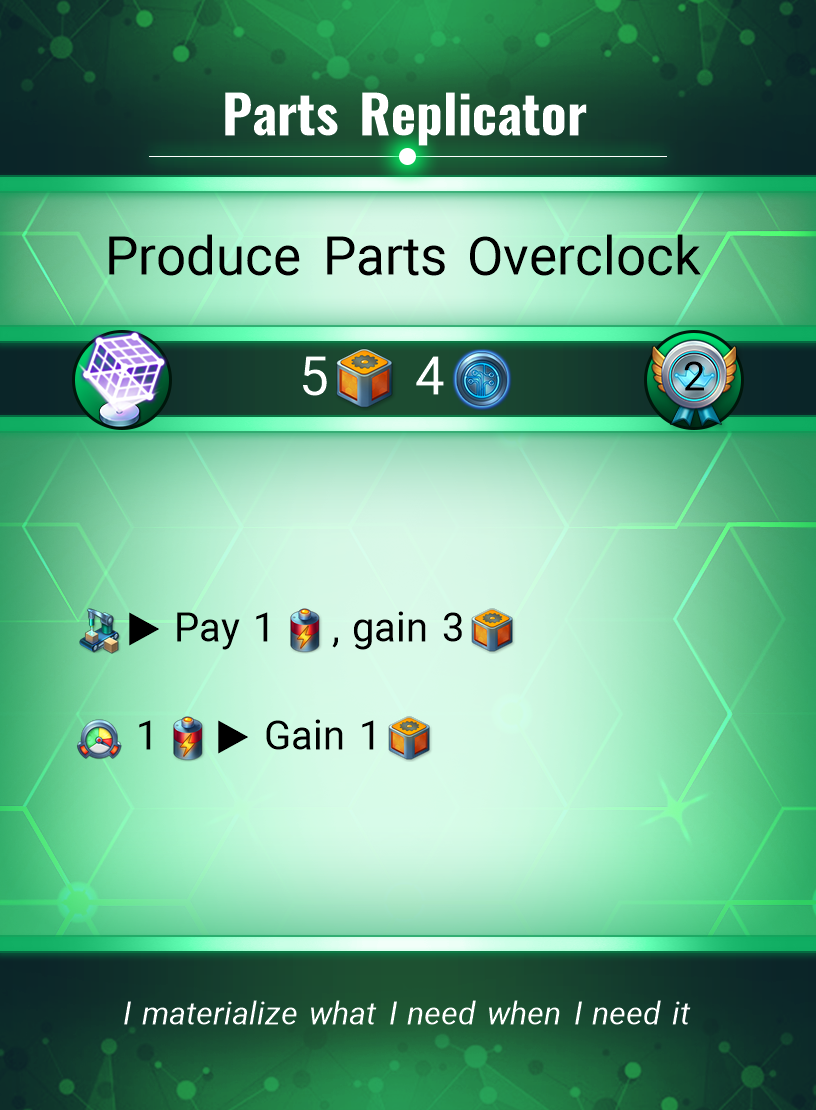 Parts Replicator
Produce Parts Overclock
5 4 2
Pay 1 , gain 3
1 Gain 1
I materialize what I need when I need it